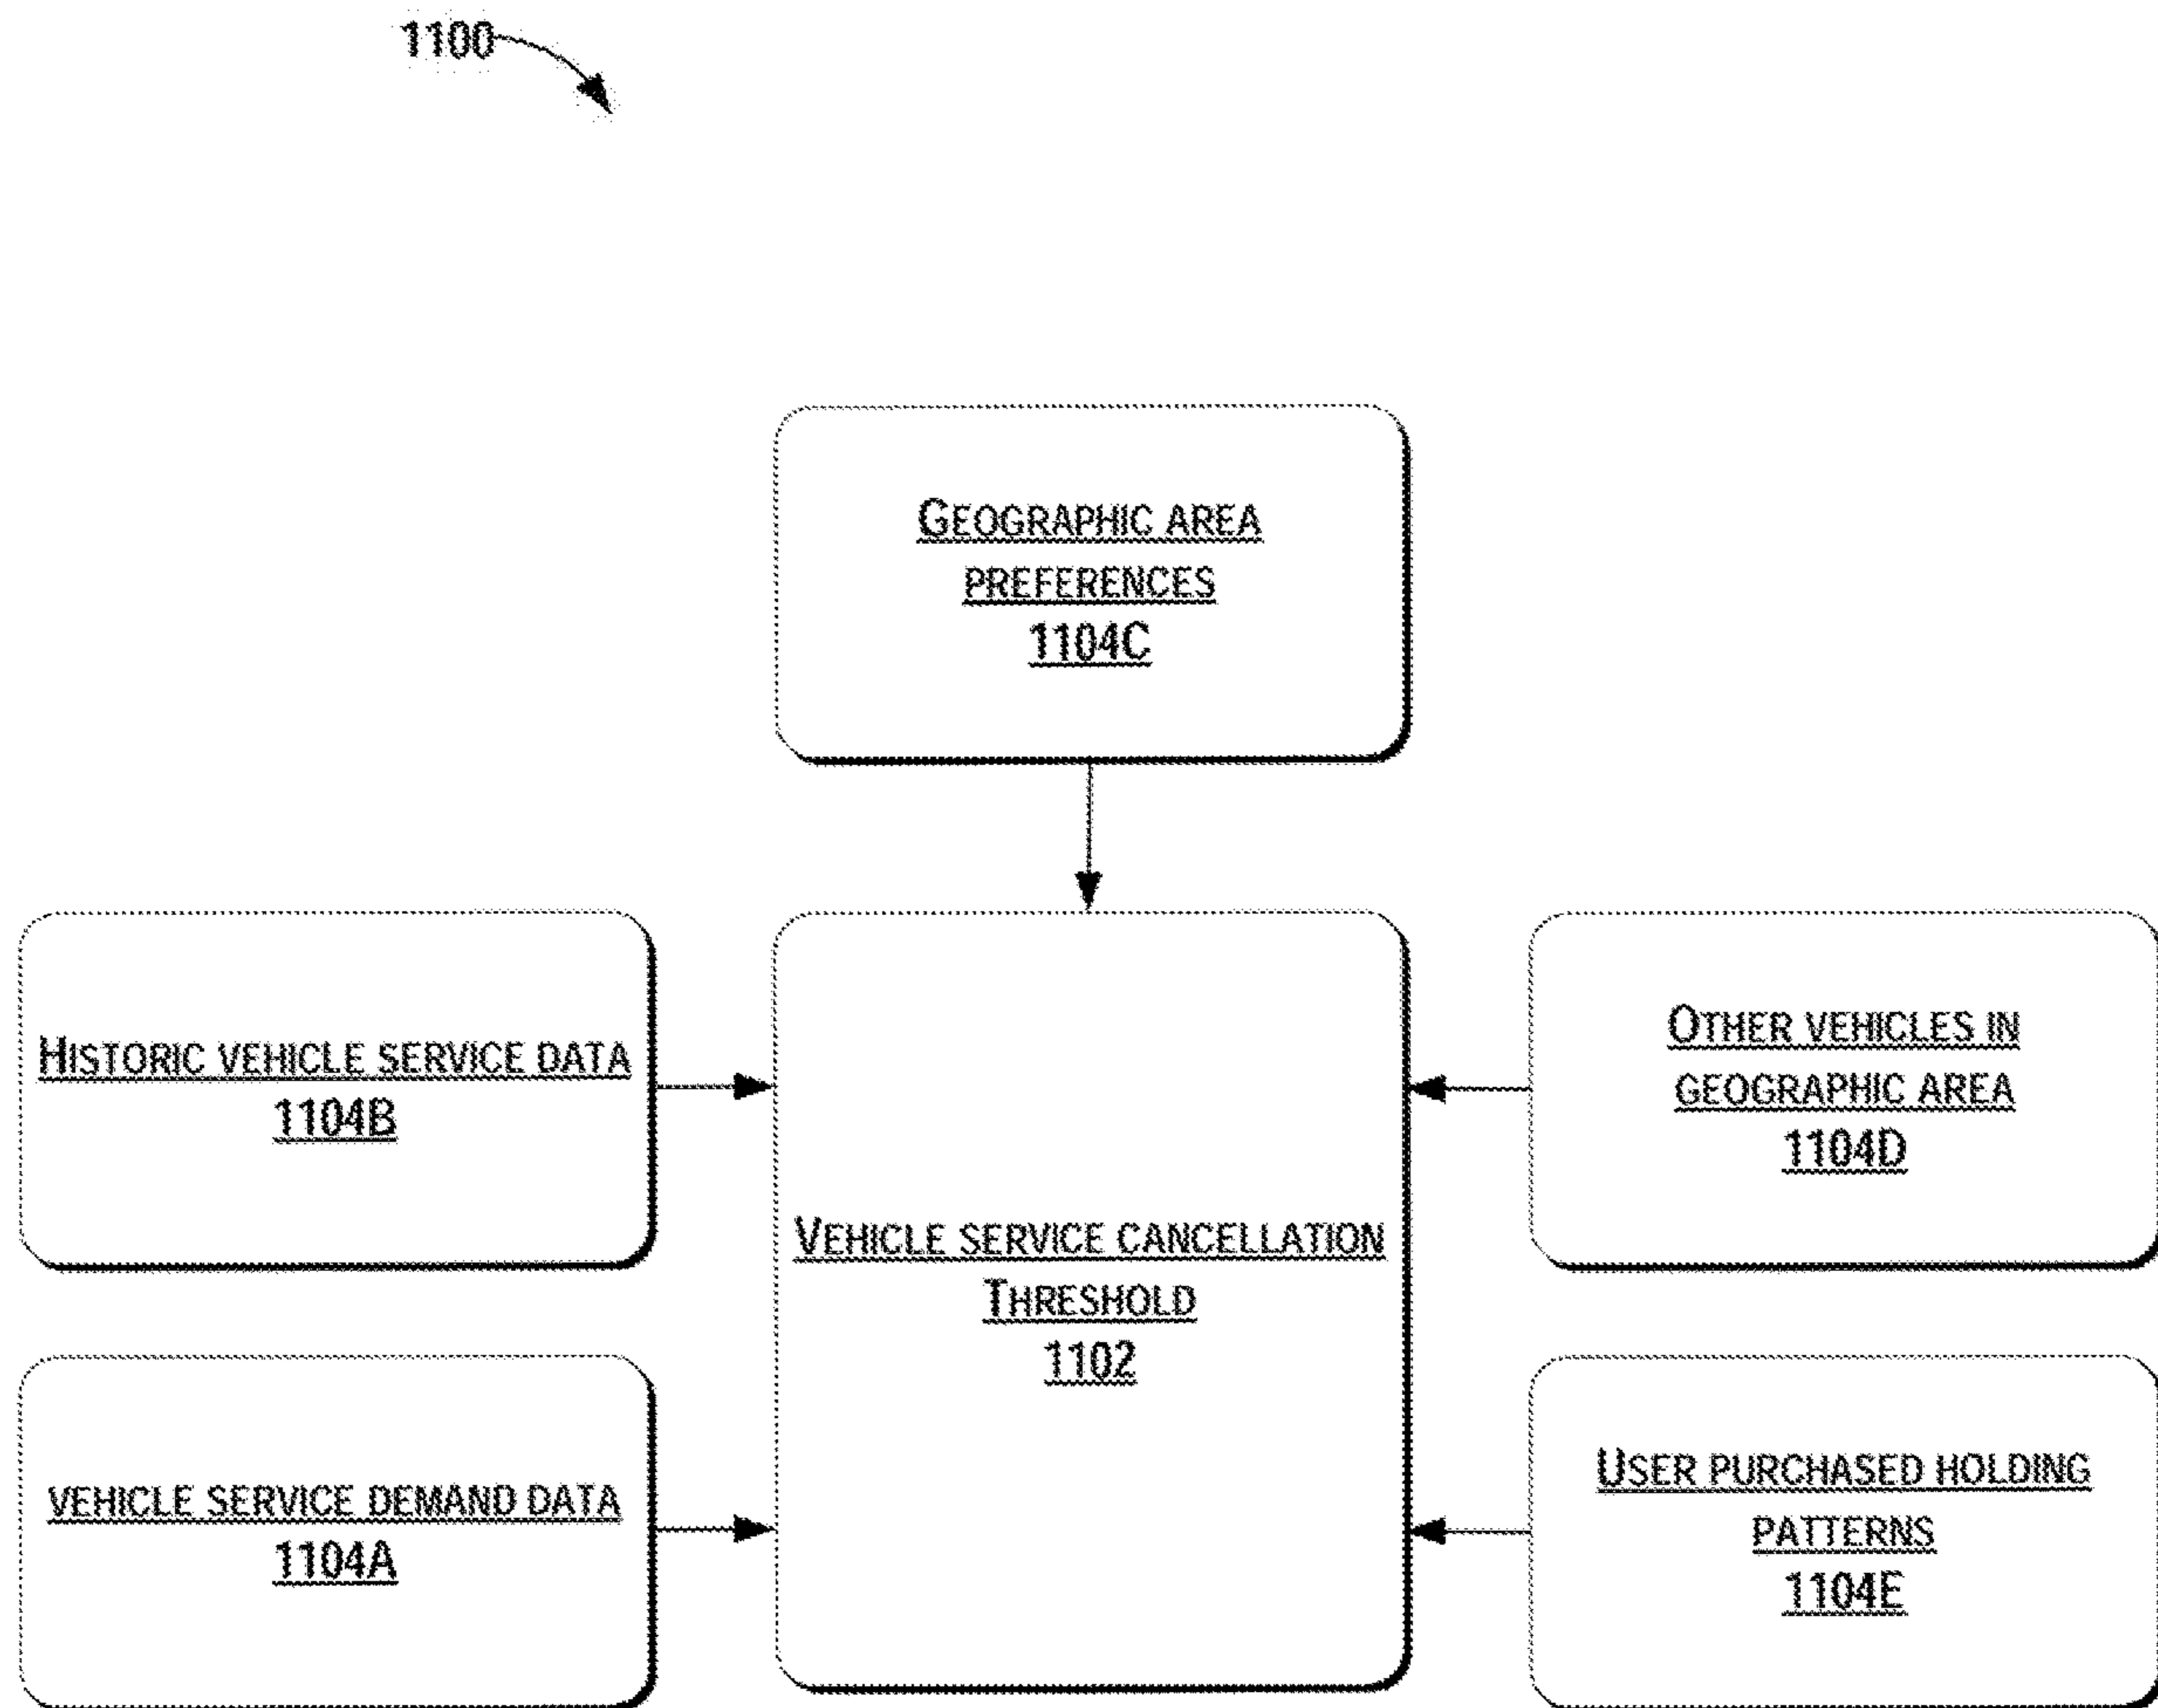 1100
GEOGRAPHIC AREA
PREFERENCES
1104C
HISTORIC VEHICLE SERVICE DATA
1104B
VEHICLE SERVICE DEMAND DATA
1104A
VEHICLE SERVICE CANCELLATION
THRESHOLD
1102
OTHER VEHICLES IN
GEOGRAPHIC AREA
1104D
USER PURCHASED HOLDING
PATTERNS
1104E